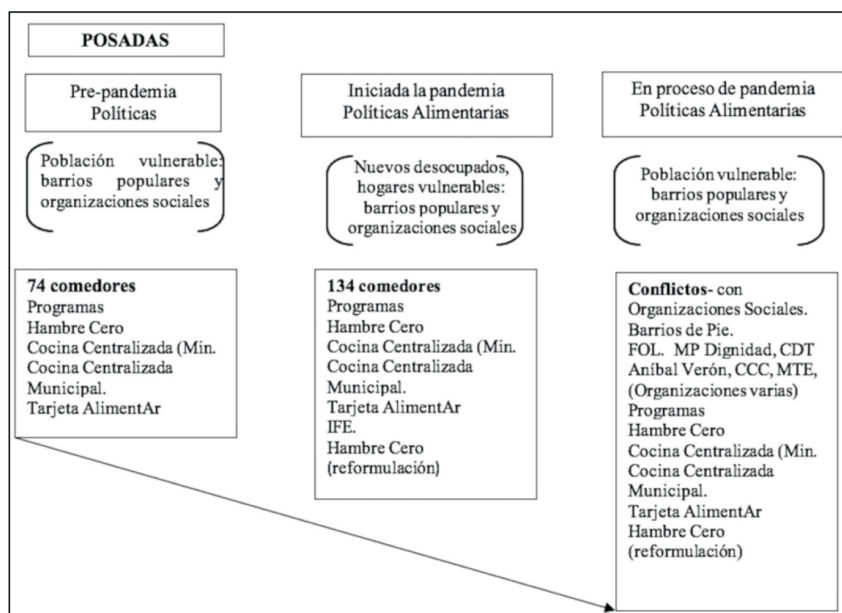 POSADAS
Pre-pandemia
Políticas
Población vulnerable:
barrios populares y
organizaciones sociales
74 comedores
Programas
Hambre Cero
Cocina Centralizada (Min.
Cocina Centralizada
Municipal.
Tarjeta AlimentAr
Iniciada la pandemia
Políticas Alimentarias
Nuevos desocupados,
hogares vulnerables:
barrios populares y
organizaciones sociales
134 comedores
Programas
Hambre Cero
Cocina Centralizada (Min.
Cocina Centralizada
Municipal.
Tarjeta AlimentAr
IFE.
Hambre Cero
(reformulación)
En proceso de pandemia
Políticas Alimentarias
Población vulnerable:
barrios populares y
organizaciones sociales
Conflictos- con
Organizaciones Sociales.
Barrios de Pie.
FOL. MP Dignidad, CDT
Aníbal Verón, CCC, MTE,
(Organizaciones varias)
Programas
Hambre Cero
Cocina Centralizada (Min.
Cocina Centralizada
Municipal.
Tarjeta AlimentAr
Hambre Cero
(reformulación)